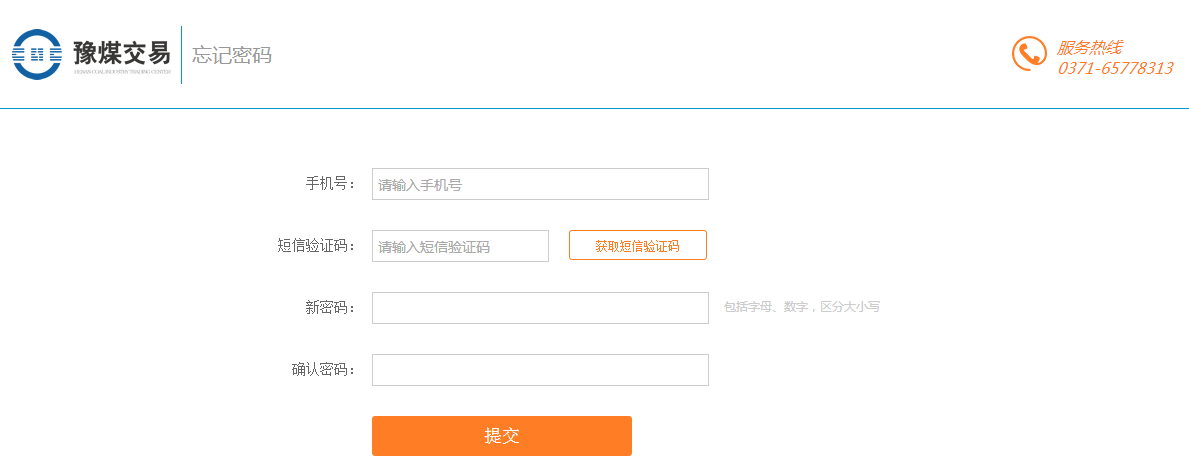 豫煤交易
忘记密码
服务热线
0371-65778313
手机号：
请输入手机号
短信验证码：
请输入短信验证码
获取短信验证码
新密码：
包括字母、数字，区分大小写
确认密码：
提交